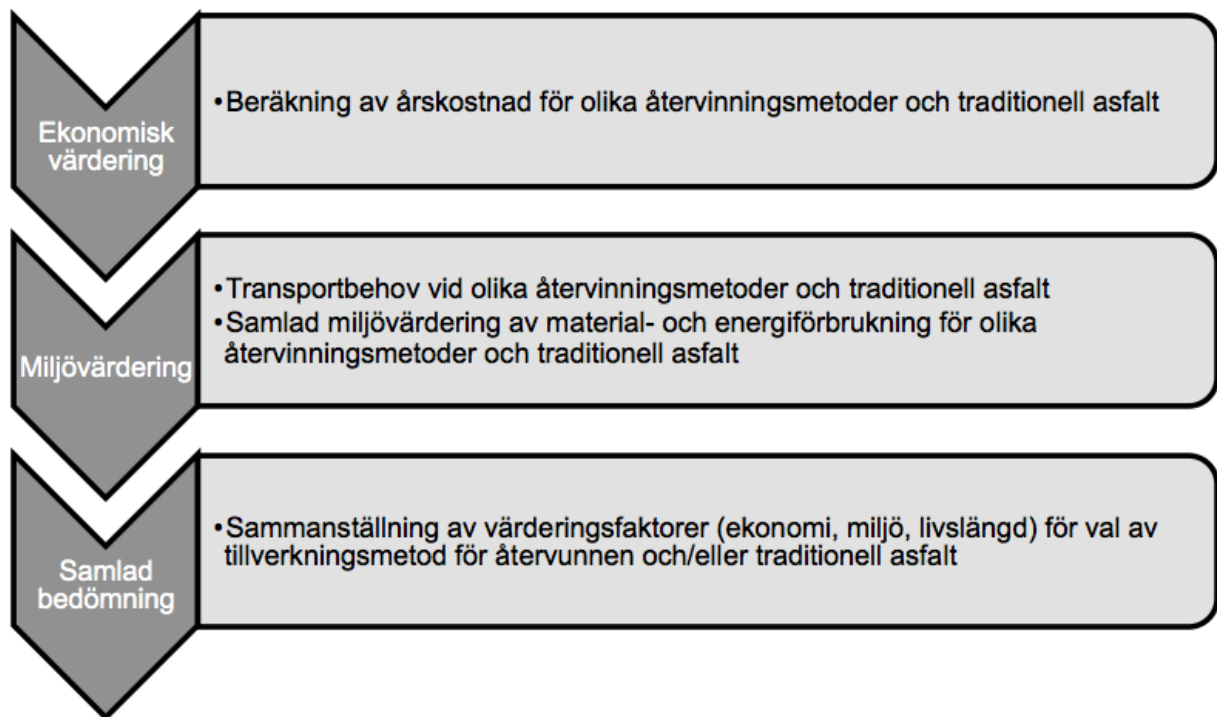 Ekonomisk
värdering
•Beräkning av årskostnad för olika återvinningsmetoder och traditionell asfalt
Miljövärdering
•Transportbehov vid olika återvinningsmetoder och traditionell asfalt
•Samlad miljövärdering av material- och energiförbrukning för olika
återvinningsmetoder och traditionell asfalt
Samlad
bedömning
•Sammanställning av värderingsfaktorer (ekonomi, miljö, livslängd) för val av
tillverkningsmetod för återvunnen och/eller traditionell asfalt